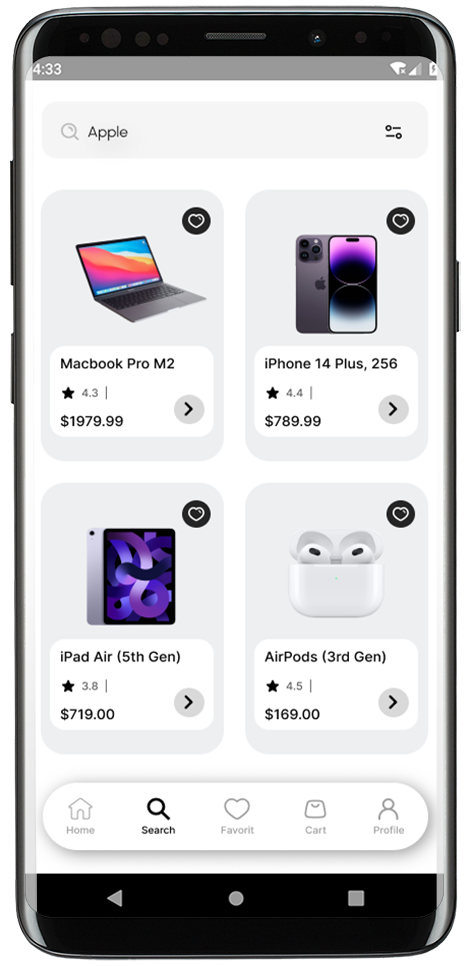 4:33
Apple
Macbook Pro M2
4.3 |
$1979.99
iPhone 14 Plus, 256
4.4 |
$789.99
iPad Air (5th Gen)
3.8 |
$719.00
AirPods (3rd Gen)
4.5 |
$169.00
Home
Search
Favorit
Cart
Profile